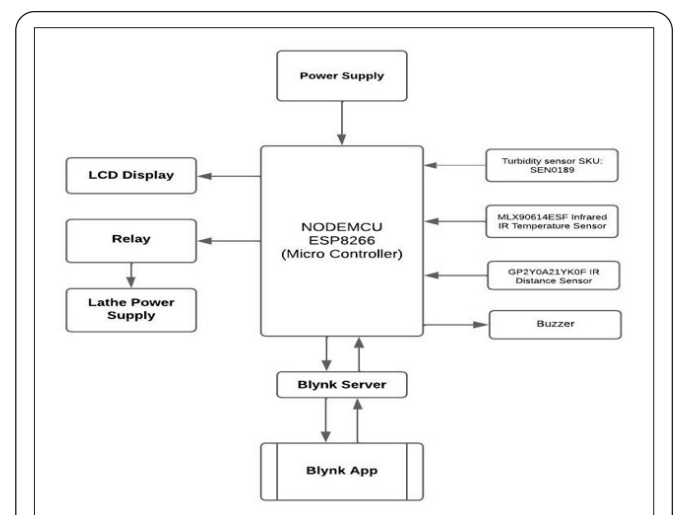 Power Supply
LCD Display
Relay
Lathe Power
Supply
NODEMCU
ESP8266
(Micro Controller)
Turbidity sensor SKU:
SEN0189
MLX90614ESF Infrared
IR Temperature Sensor
GP2Y0A21YK0F IR
Distance Sensor
Buzzer
Blynk Server
Blynk App